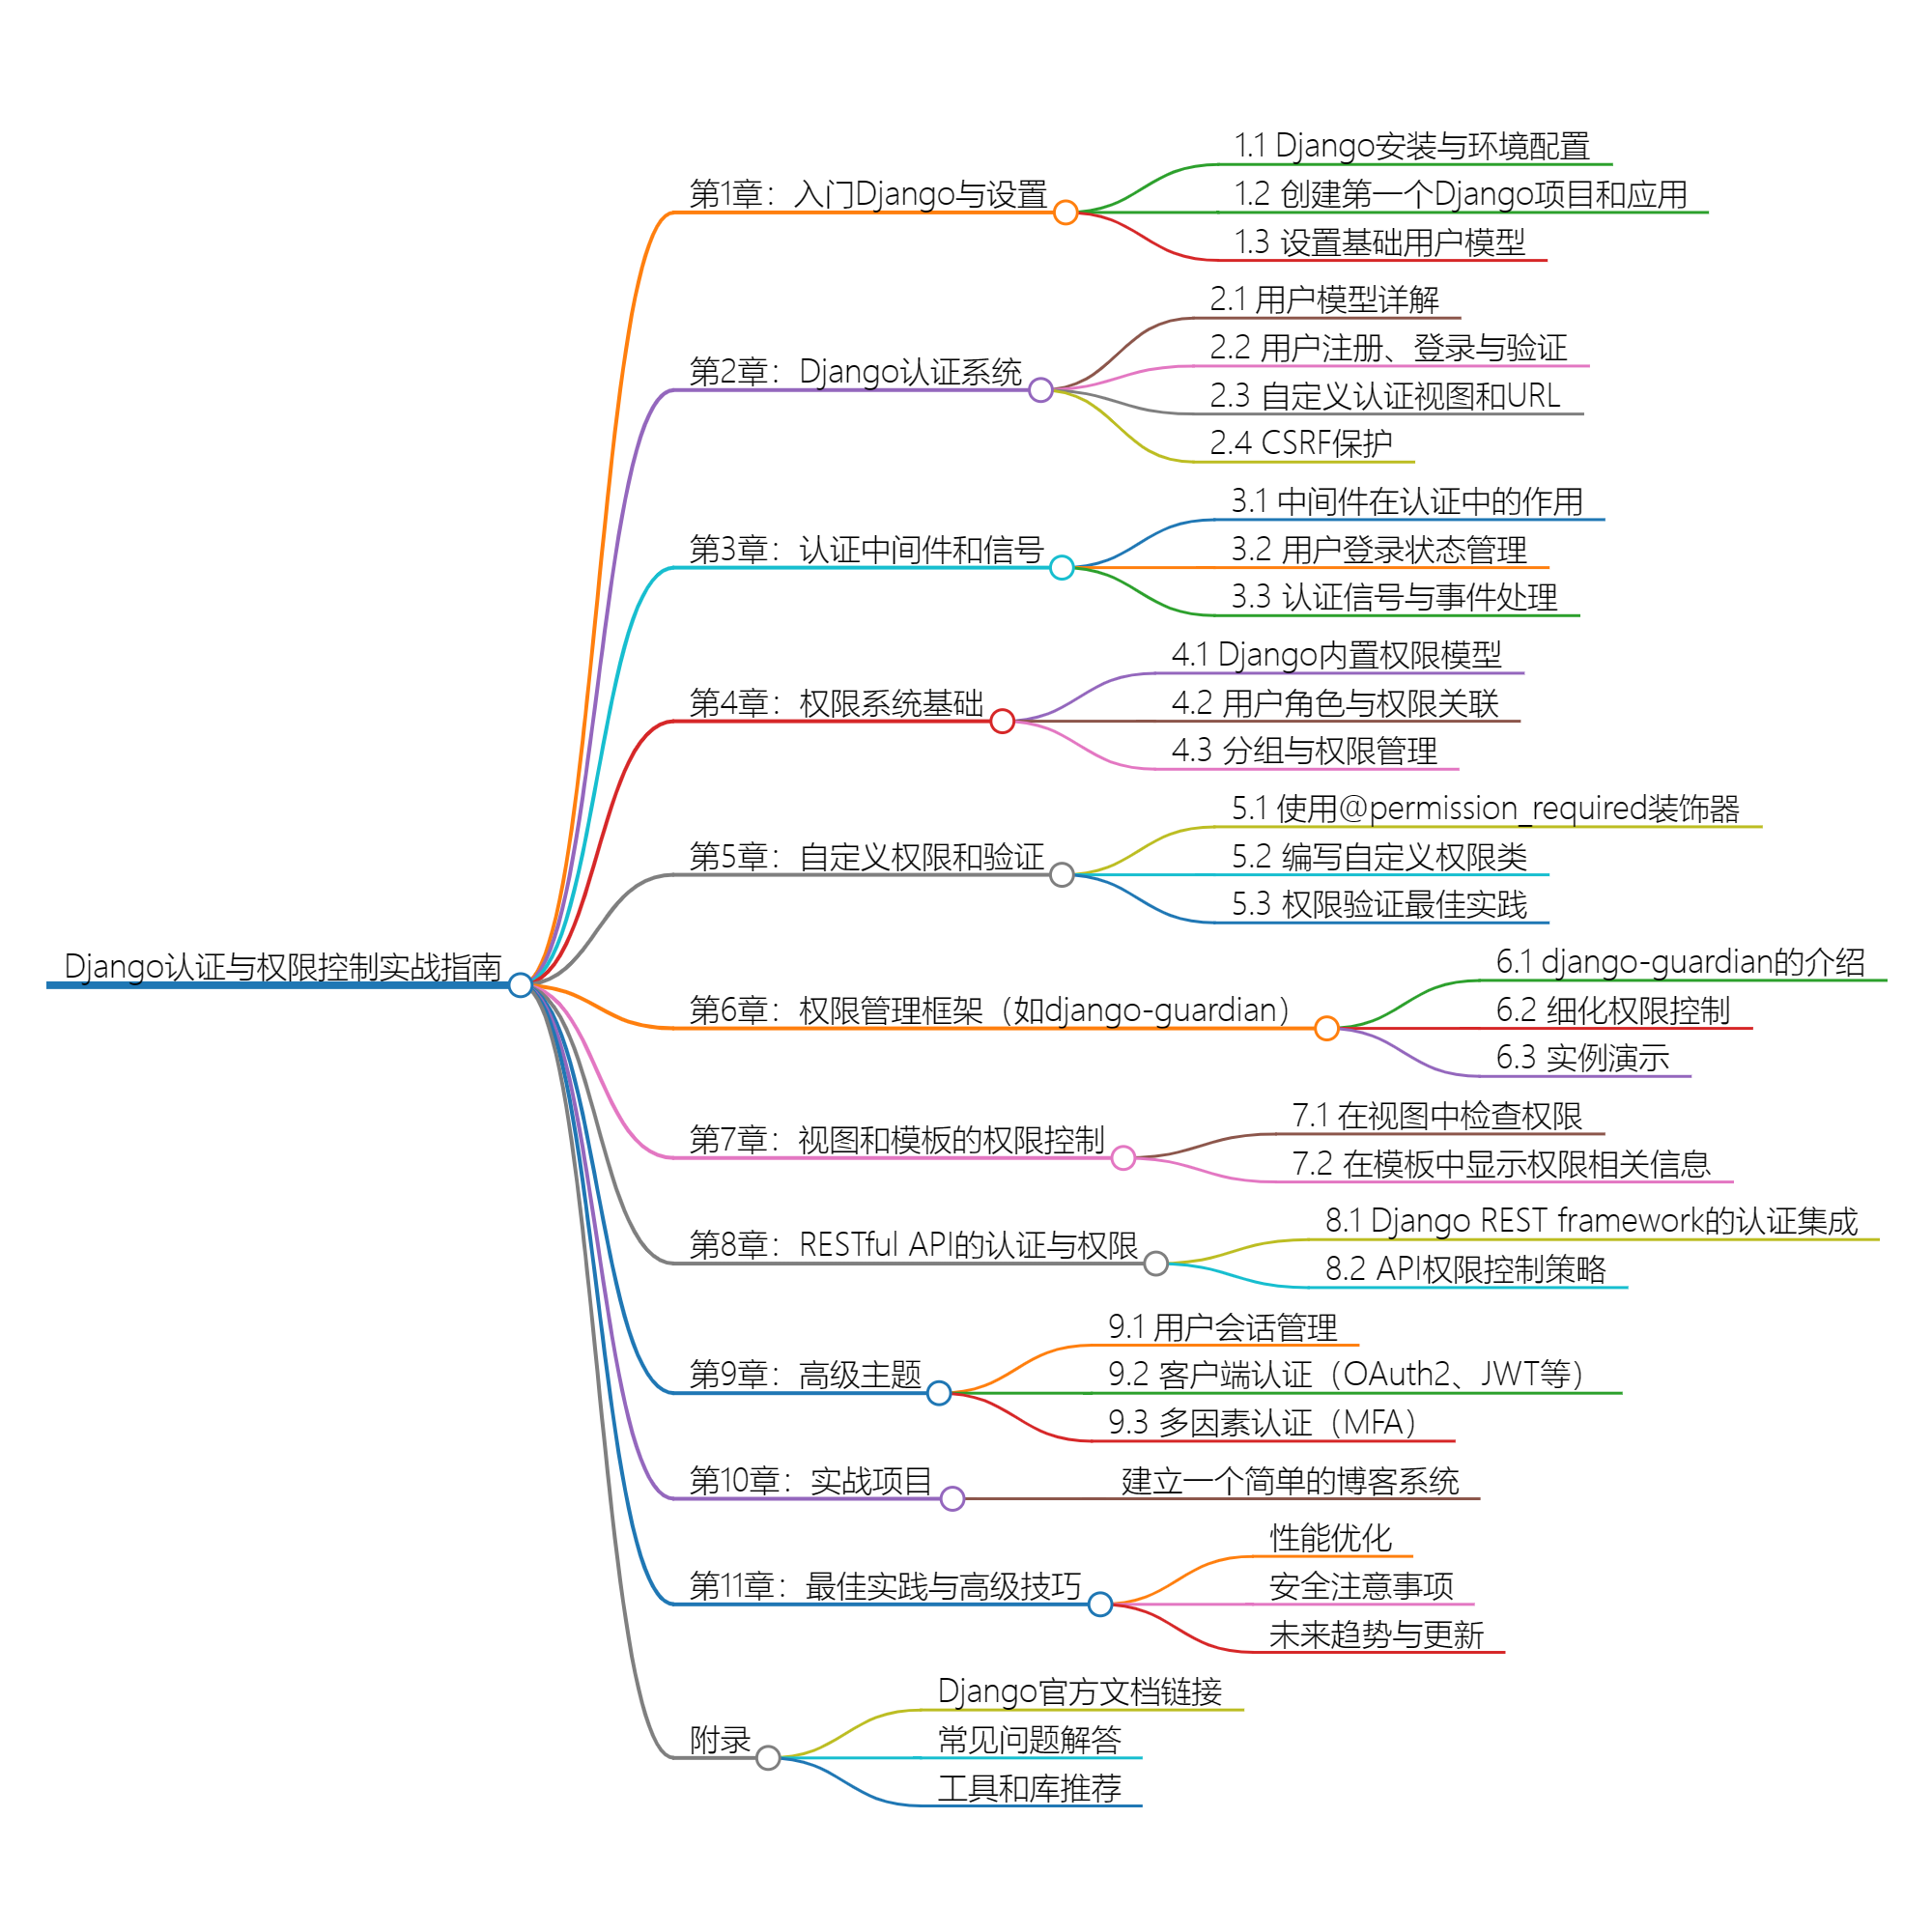 Django认证与权限控制实战指南
第1章：入门Django与设置
1.1 Django安装与环境配置
1.2 创建第一个Django项目和应用
1.3 设置基础用户模型
第2章：Django认证系统
2.1 用户模型详解
2.2 用户注册、登录与验证
2.3 自定义认证视图和URL
2.4 CSRF保护
第3章：认证中间件和信号
3.1 中间件在认证中的作用
3.2 用户登录状态管理
3.3 认证信号与事件处理
第4章：权限系统基础
4.1 Django内置权限模型
4.2 用户角色与权限关联
4.3 分组与权限管理
第5章：自定义权限和验证
5.1 使用@permission_required装饰器
5.2 编写自定义权限类
5.3 权限验证最佳实践
第6章：权限管理框架（如django-guardian）
6.1 django-guardian的介绍
6.2 细化权限控制
6.3 实例演示
第7章：视图和模板的权限控制
7.1 在视图中检查权限
7.2 在模板中显示权限相关信息
第8章：RESTful API的认证与权限
8.1 Django REST framework的认证集成
8.2 API权限控制策略
第9章：高级主题
9.1 用户会话管理
9.2 客户端认证（OAuth2、JWT等）
9.3 多因素认证（MFA）
第10章：实战项目
建立一个简单的博客系统
第11章：最佳实践与高级技巧
性能优化
安全注意事项
未来趋势与更新
附录
Django官方文档链接
常见问题解答
工具和库推荐